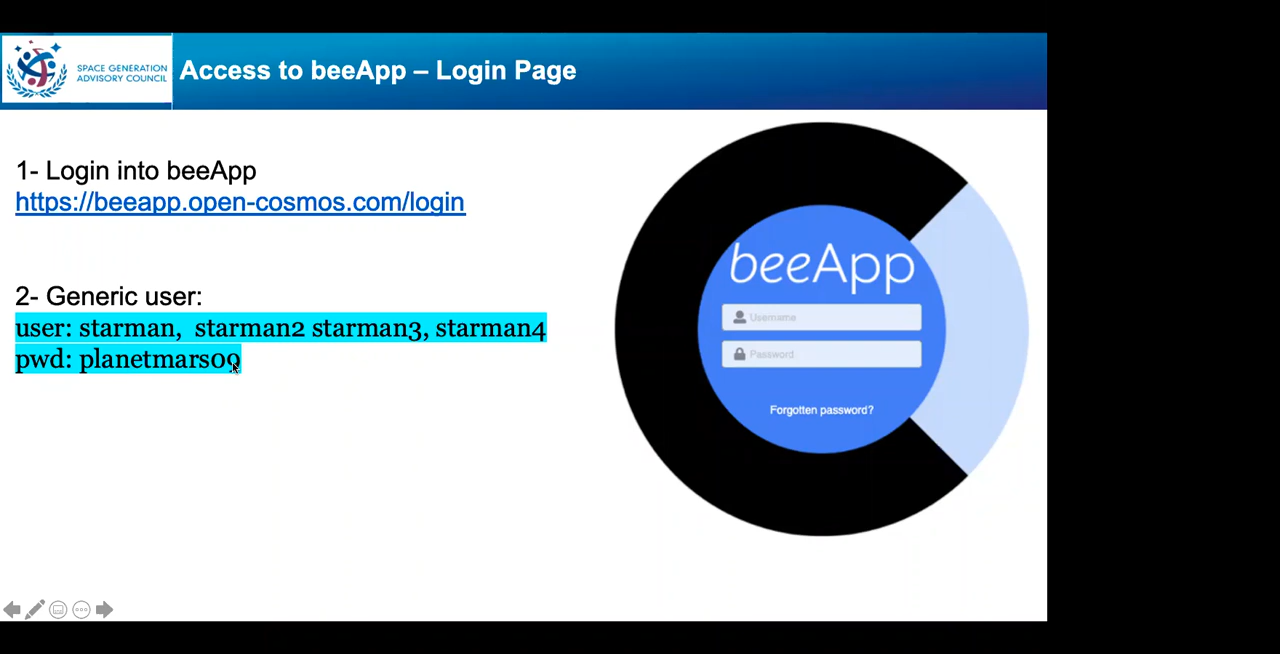 SPACE GENERATION
ADVISORY COUNCIL
Access to beeApp – Login Page
1- Login into beeApp
https://beeapp.open-cosmos.com/login
2- Generic user:
user: starman,  starman2 starman3, starman4
pwd: planetmars09
beeApp
Username
Password
Forgotten password?